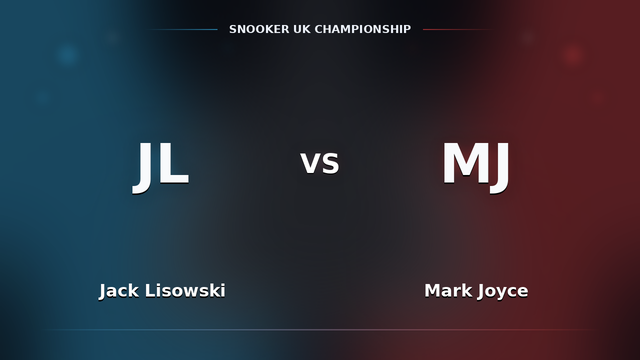 SNOOKER UK CHAMPIONSHIP
JL
VS
MJ
Jack Lisowski
Mark Joyce